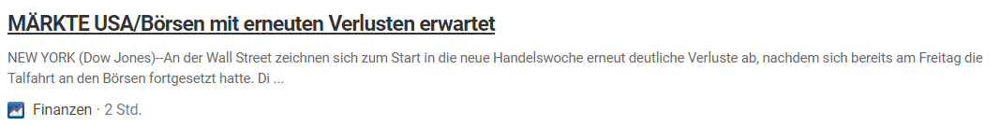 MÄRKTE USA/Börsen mit erneuten Verlusten erwartet
NEW YORK (Dow Jones)--An der Wall Street zeichnen sich zum Start in die neue Handelswoche erneut deutliche Verluste ab, nachdem sich bereits am Freitag die
Talfahrt an den Börsen fortgesetzt hatte. Di ...
Finanzen · 2 Std.